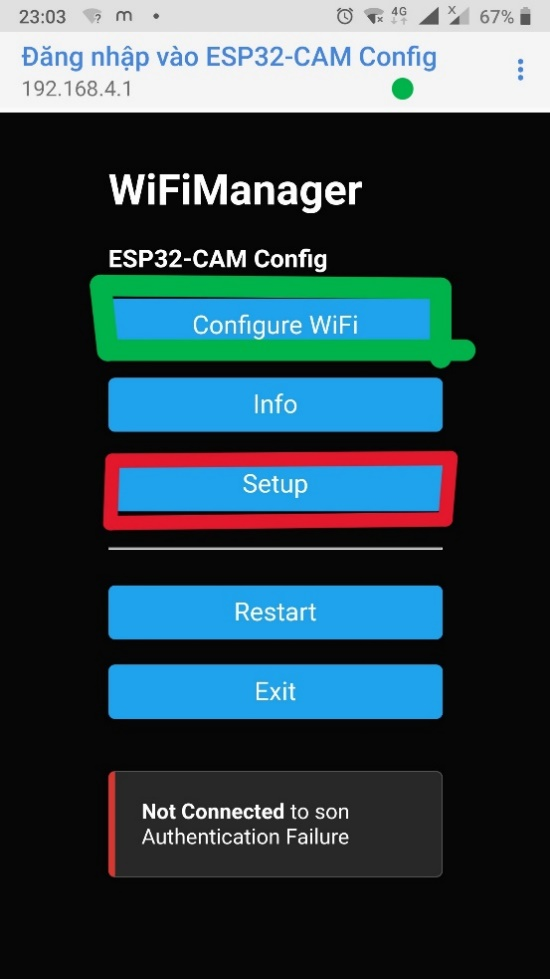 23:03 m 4G X 67%
Đăng nhập vào ESP32-CAM Config
192.168.4.1
WiFiManager
ESP32-CAM Config
Configure WiFi
Info
Setup
Restart
Exit
Not Connected to son
Authentication Failure